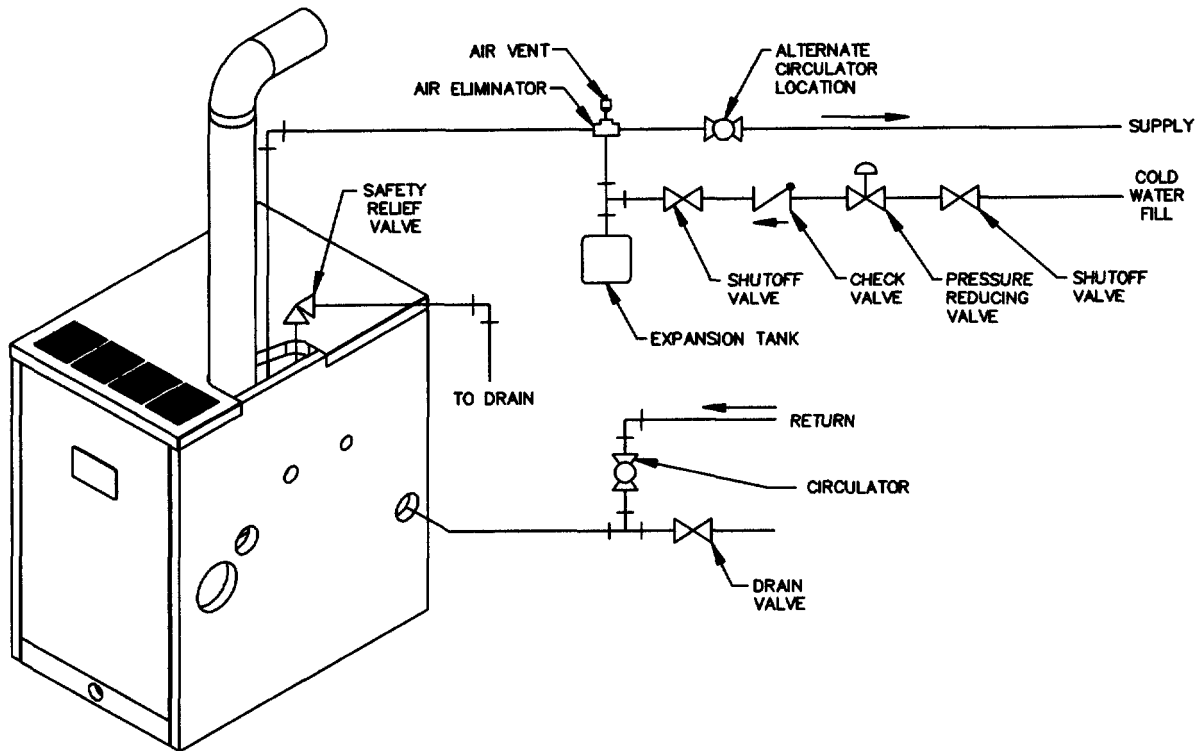 AIR VENT
AIR ELIMINATOR
ALTERNATE
CIRCULATOR
LOCATION
SUPPLY
SAFETY
RELIEF
VALVE
COLD
WATER
FILL
SHUTOFF
VALVE
CHECK
VALVE
PRESSURE
REDUCING
VALVE
SHUTOFF
VALVE
EXPANSION TANK
TO DRAIN
RETURN
CIRCULATOR
DRAIN
VALVE